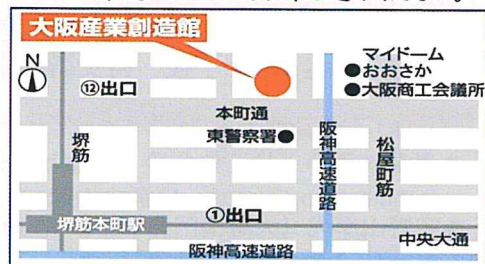 大阪産業創造館
N
マイドーム
●おおさか
●大阪商工会議所
⑫出口
本町通
東警察署●
堺筋
阪神高速道路
松屋町筋
①出口
堺筋本町駅
中央大通
阪神高速道路